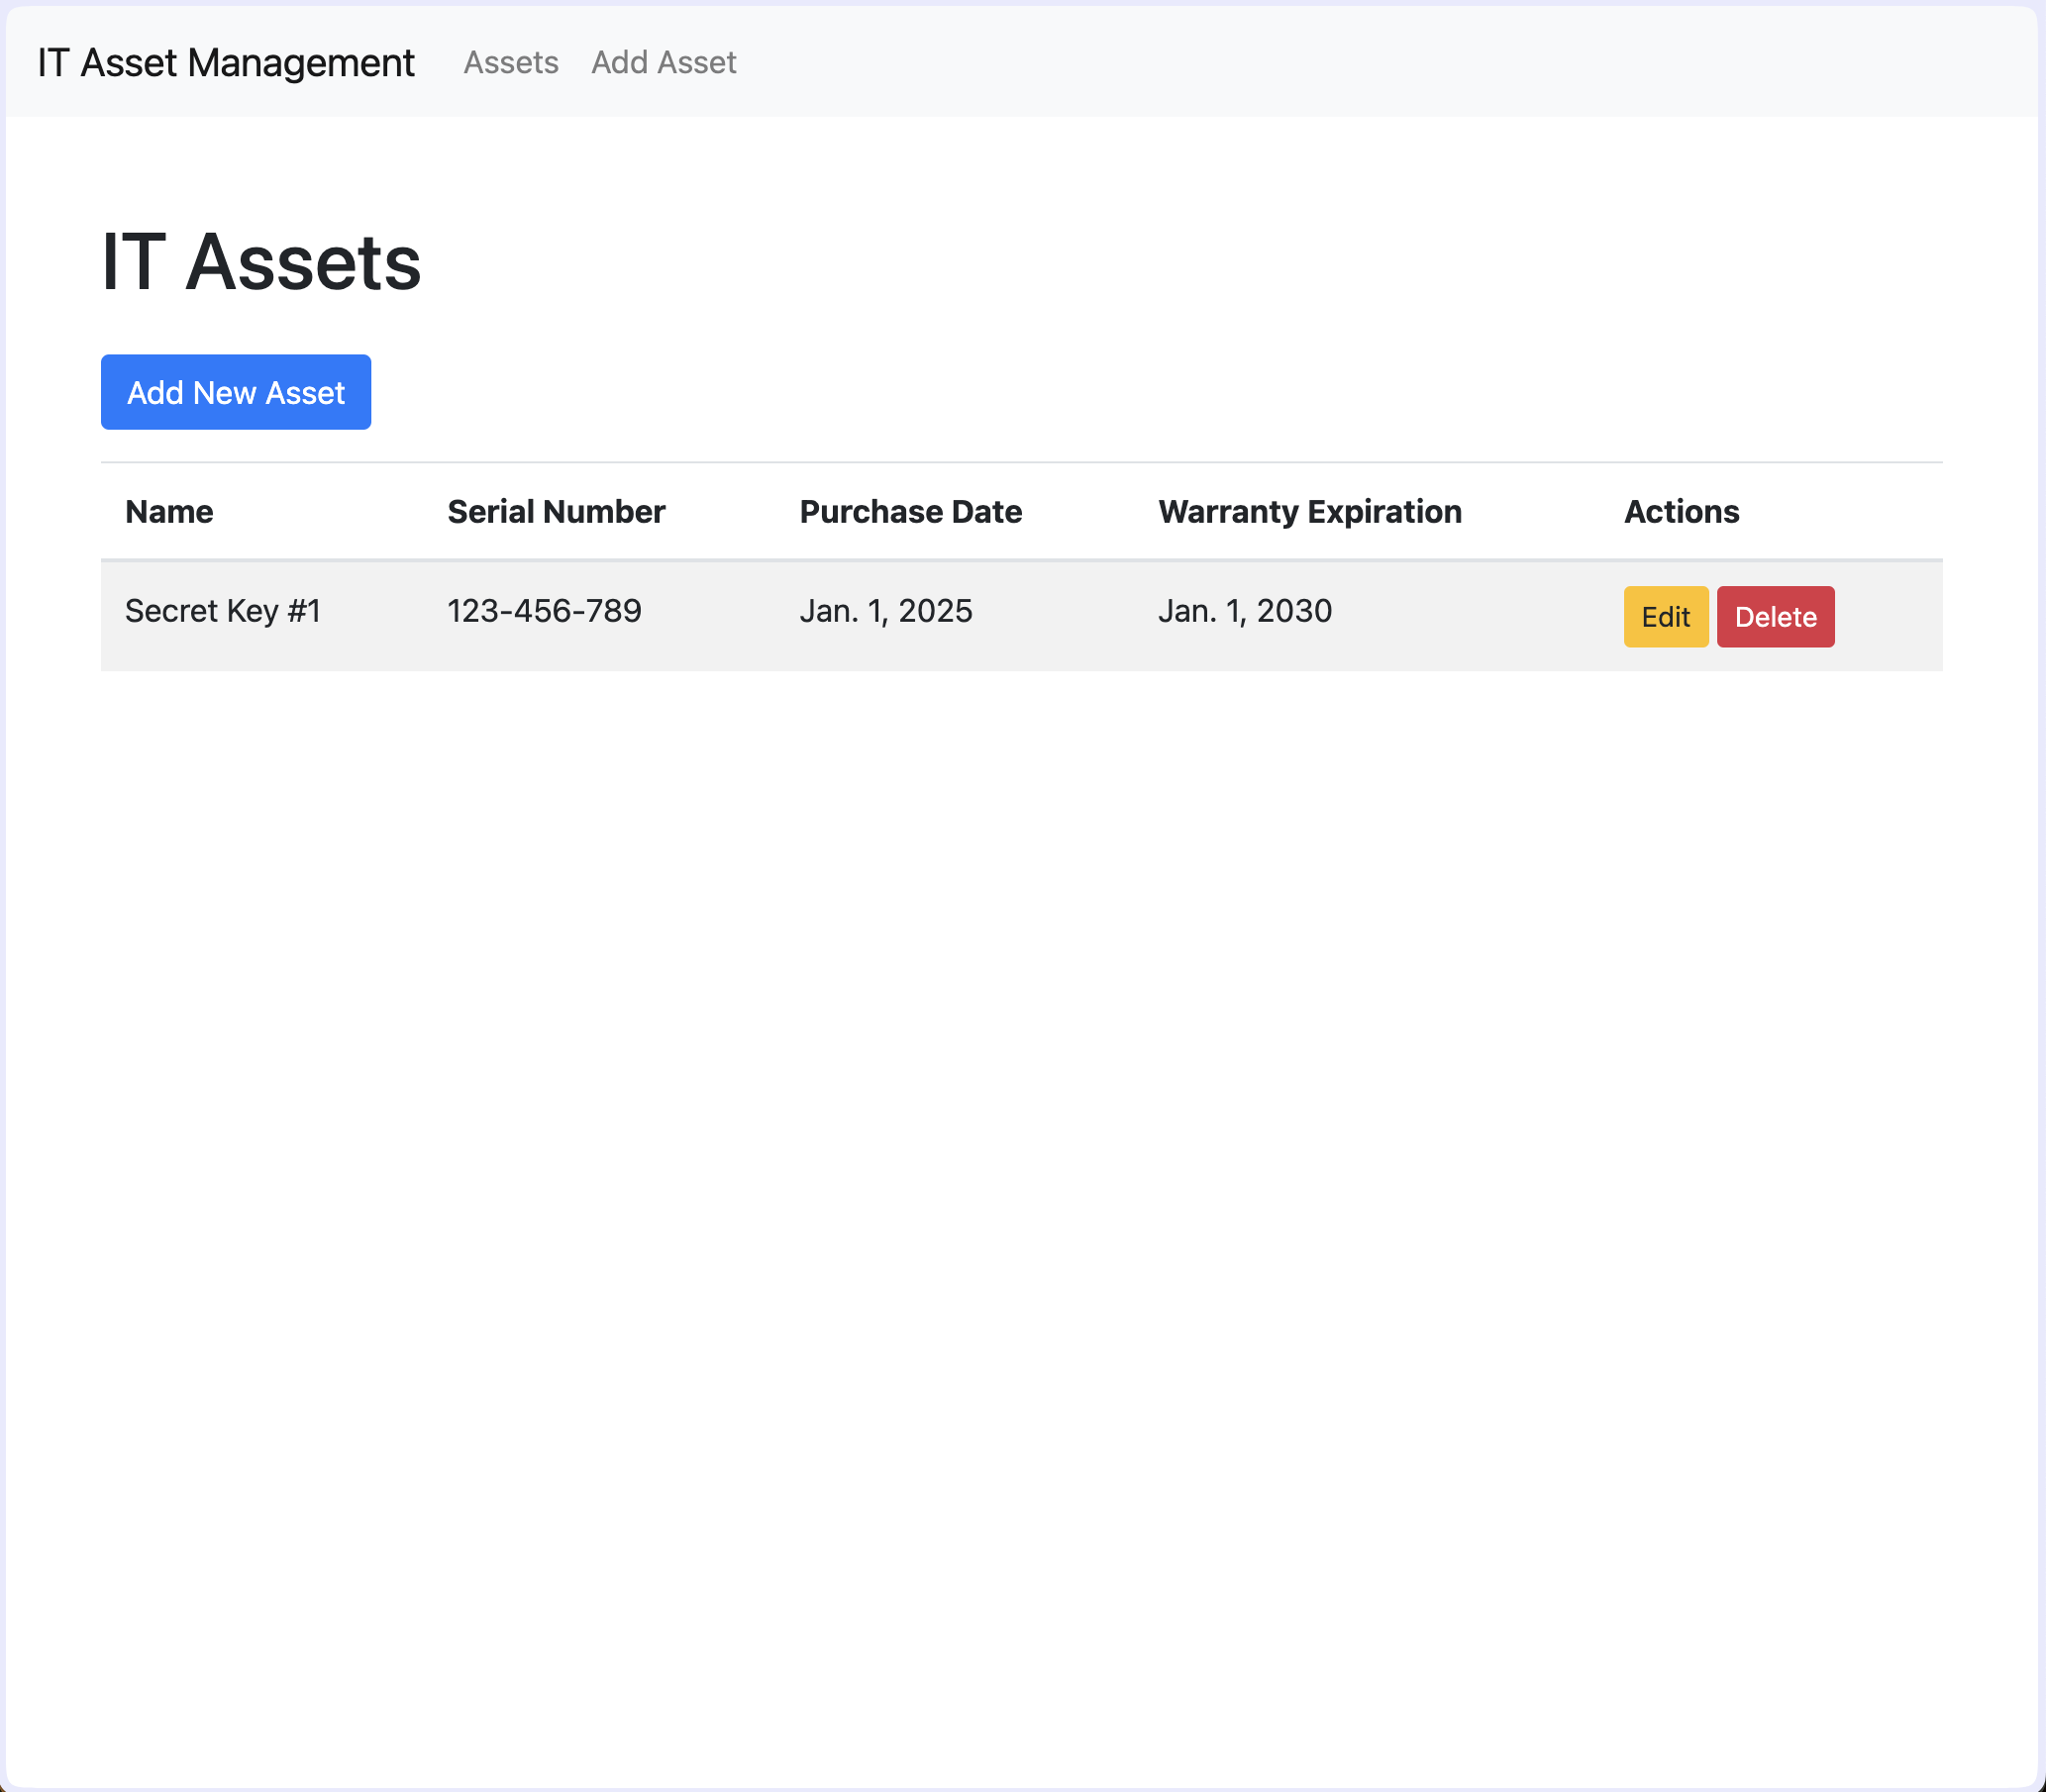 IT Asset Management Assets Add Asset
IT Assets
Add New Asset
Name Serial Number Purchase Date Warranty Expiration Actions
Secret Key #1 123-456-789 Jan. 1, 2025 Jan. 1, 2030 Edit Delete